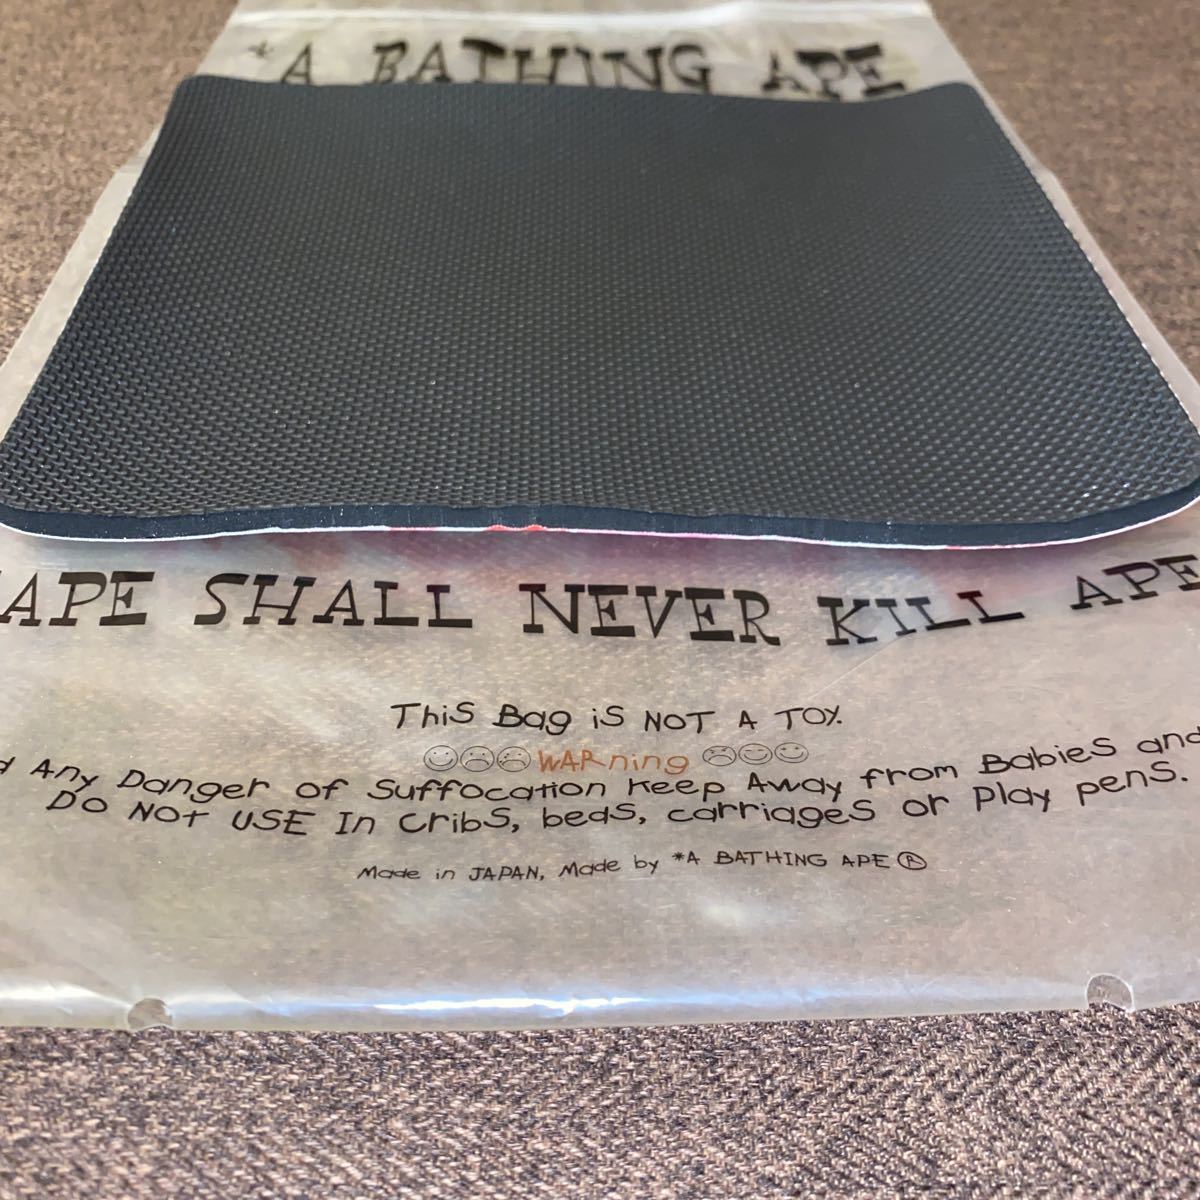 *A BATHING APE
APE SHALL NEVER KILL APE
ThiS Bag iS NOT A TOY.
WARning
Any Danger of Suffocation Keep Away from Babies and
DO NOT USE In Cribs, beds, carriages or Play pens.
Made in JAPAN, Made by *A BATHING APE ®